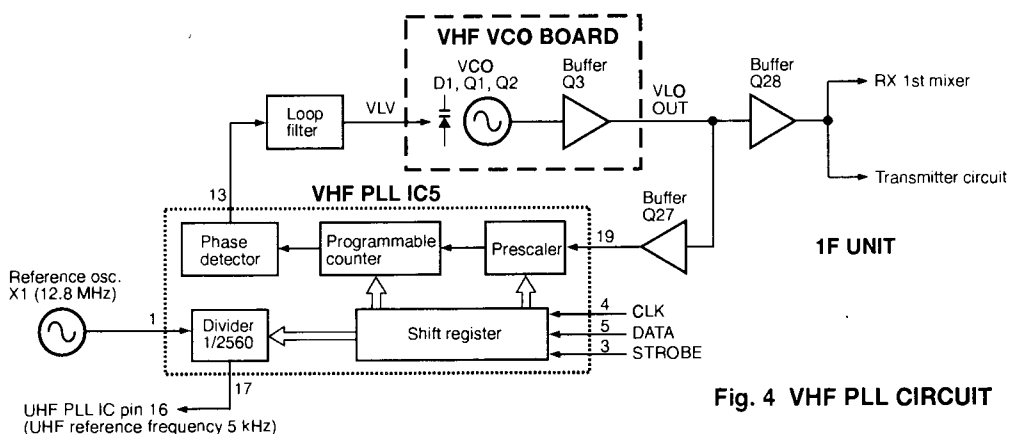 VHF VCO BOARD
VCO
D1, Q1, Q2
Buffer
Q3
VLO
OUT
Buffer
Q28
RX 1st mixer
Transmitter circuit
Loop
filter
VLV
13
VHF PLL IC5
Phase
detector
Programmable
counter
Prescaler
19
Buffer
Q27
1F UNIT
Reference osc.
X1 (12.8 MHz)
1
Divider
1/2560
Shift register
4
CLK
5
DATA
3
STROBE
17
UHF PLL IC pin 16
(UHF reference frequency 5 kHz)
Fig. 4 VHF PLL CIRCUIT